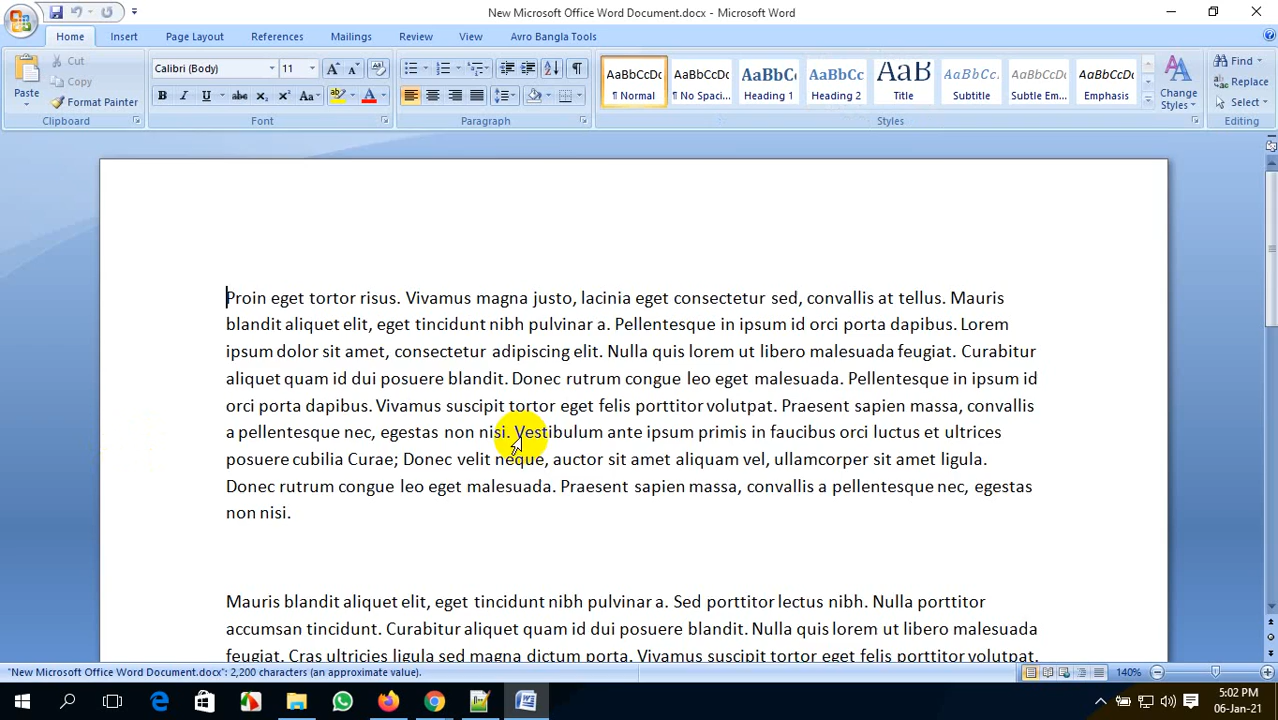 New Microsoft Office Word Document.docx - Microsoft Word
Home Insert Page Layout References Mailings Review View Avro Bangla Tools
Paste
Cut
Copy
Format Painter
Clipboard
Calibri (Body) 11
B I U abc x₂ x² Aa
Font
Paragraph
AaBbCcDc AaBbCcDc AaBbCc AaBbCc AaB AaBbCc. AaBbCcDc AaBbCcDc
¶ Normal ¶ No Spaci... Heading 1 Heading 2 Title Subtitle Subtle Em... Emphasis
Change
Styles
Styles
Find
Replace
Select
Editing
Proin eget tortor risus. Vivamus magna justo, lacinia eget consectetur sed, convallis at tellus. Mauris
blandit aliquet elit, eget tincidunt nibh pulvinar a. Pellentesque in ipsum id orci porta dapibus. Lorem
ipsum dolor sit amet, consectetur adipiscing elit. Nulla quis lorem ut libero malesuada feugiat. Curabitur
aliquet quam id dui posuere blandit. Donec rutrum congue leo eget malesuada. Pellentesque in ipsum id
orci porta dapibus. Vivamus suscipit tortor eget felis porttitor volutpat. Praesent sapien massa, convallis
a pellentesque nec, egestas non nisi. Vestibulum ante ipsum primis in faucibus orci luctus et ultrices
posuere cubilia Curae; Donec velit neque, auctor sit amet aliquam vel, ullamcorper sit amet ligula.
Donec rutrum congue leo eget malesuada. Praesent sapien massa, convallis a pellentesque nec, egestas
non nisi.
Mauris blandit aliquet elit, eget tincidunt nibh pulvinar a. Sed porttitor lectus nibh. Nulla porttitor
accumsan tincidunt. Curabitur aliquet quam id dui posuere blandit. Nulla quis lorem ut libero malesuada
feugiat. Cras ultricies ligula sed magna dictum porta. Vivamus suscipit tortor eget felis porttitor volutpat.
"New Microsoft Office Word Document.docx": 2,200 characters (an approximate value).
140%
5:02 PM
06-Jan-21